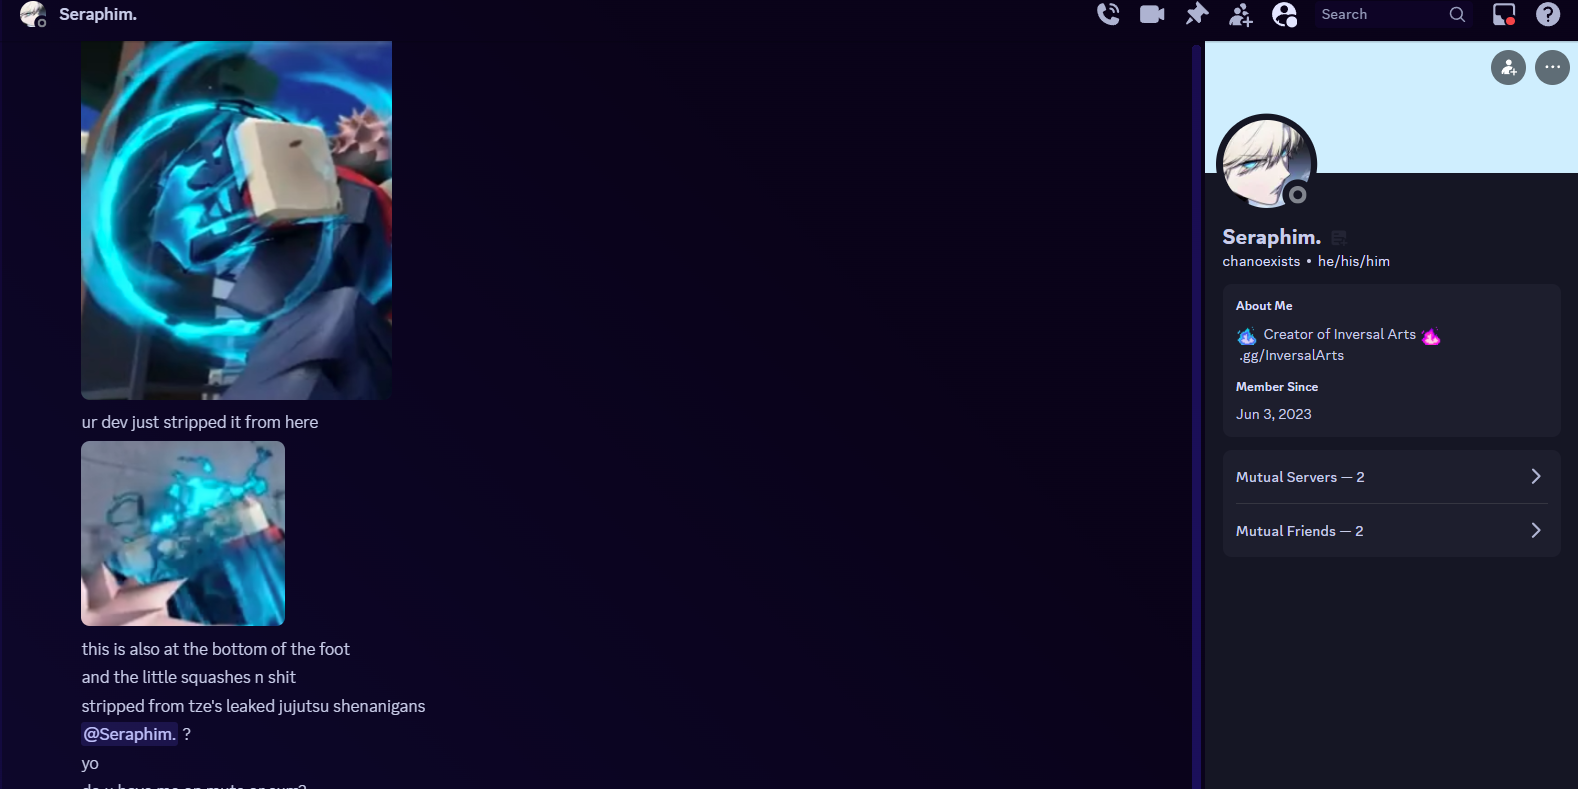 Seraphim.
Search
ur dev just stripped it from here
this is also at the bottom of the foot
and the little squashes n shit
stripped from tze's leaked jujutsu shenanigans
@Seraphim. ?
yo
Seraphim.
chanoexists • he/his/him
About Me
Creator of Inversal Arts
.gg/InversalArts
Member Since
Jun 3, 2023
Mutual Servers — 2
Mutual Friends — 2